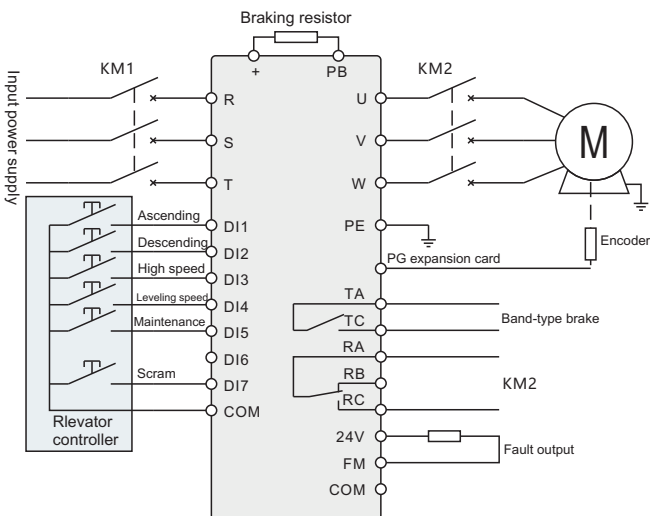 Braking resistor
+
PB
KM1
KM2
Input power supply
R
S
T
U
V
W
M
PE
Encoder
PG expansion card
Ascending
DI1
Descending
DI2
High speed
DI3
Leveling speed
DI4
Maintenance
DI5
DI6
Scram
DI7
COM
Rlevator
controller
TA
TC
Band-type brake
RA
RB
RC
KM2
24V
FM
Fault output
COM